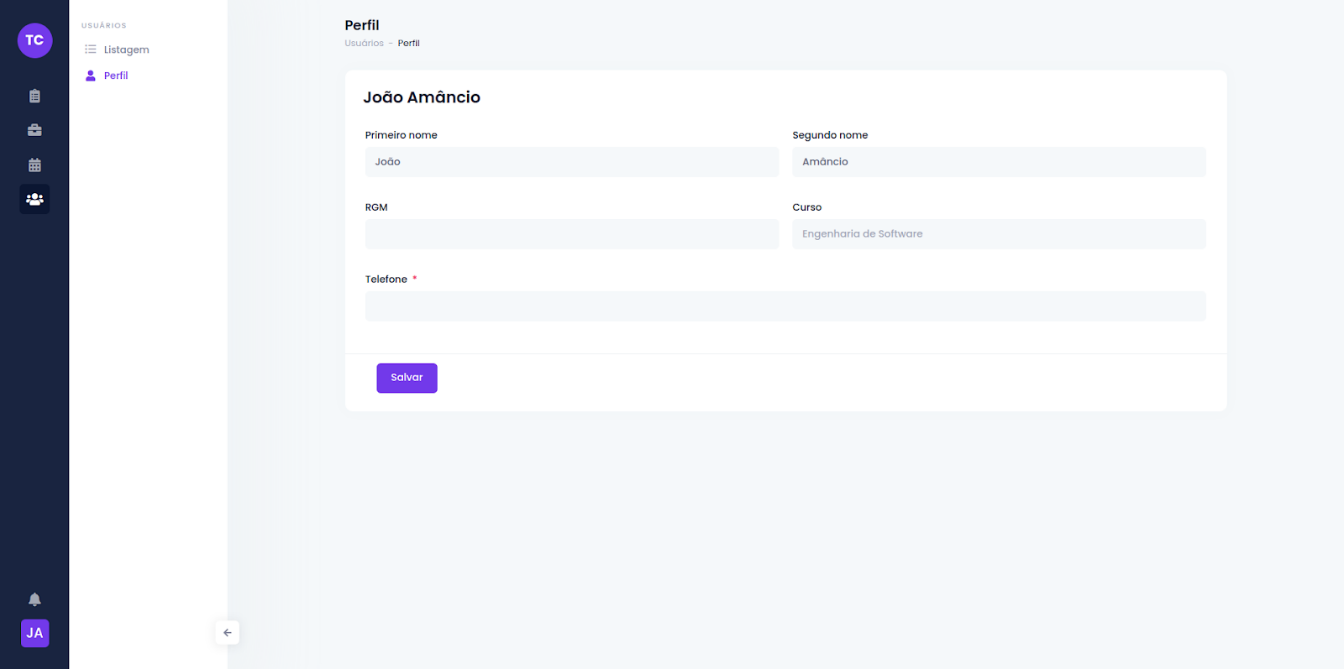 TC
USUÁRIOS
Listagem
Perfil
JA
Perfil
Usuários - Perfil
João Amâncio
Primeiro nome
João
Segundo nome
Amâncio
RGM
Curso
Engenharia de Software
Telefone *
Salvar